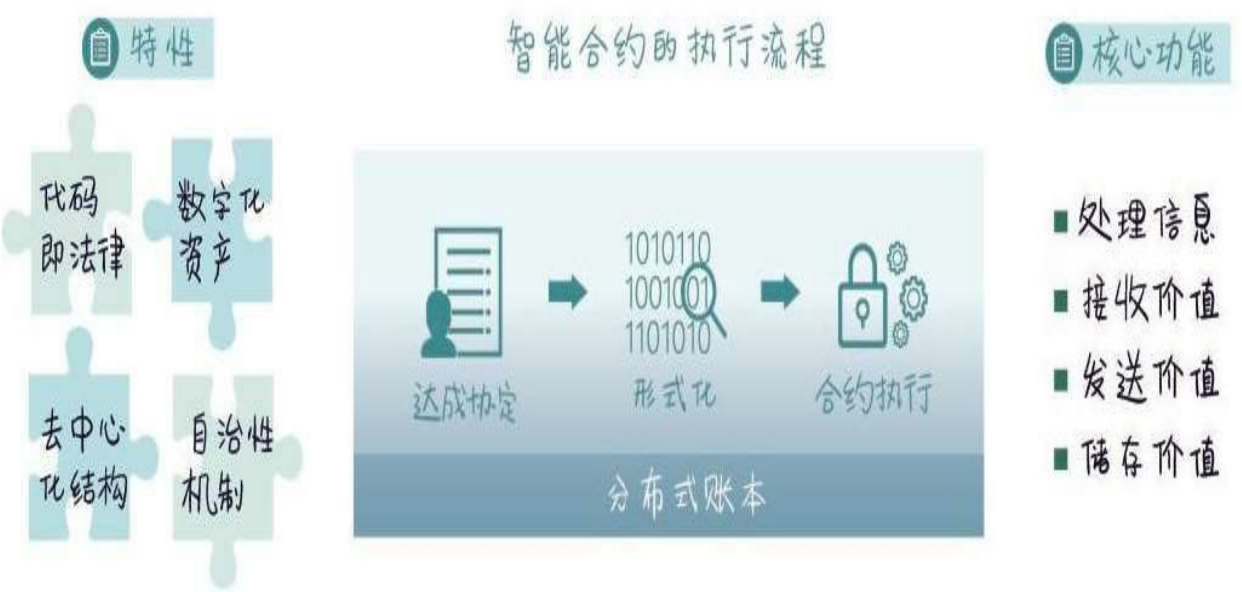 特性
代码
即法律
数字化
资产
去中心
化结构
自治性
机制
智能合约的执行流程
1010110
1001001
1101010
达成协定
形式化
合约执行
分布式账本
核心功能
处理信息
接收价值
发送价值
储存价值